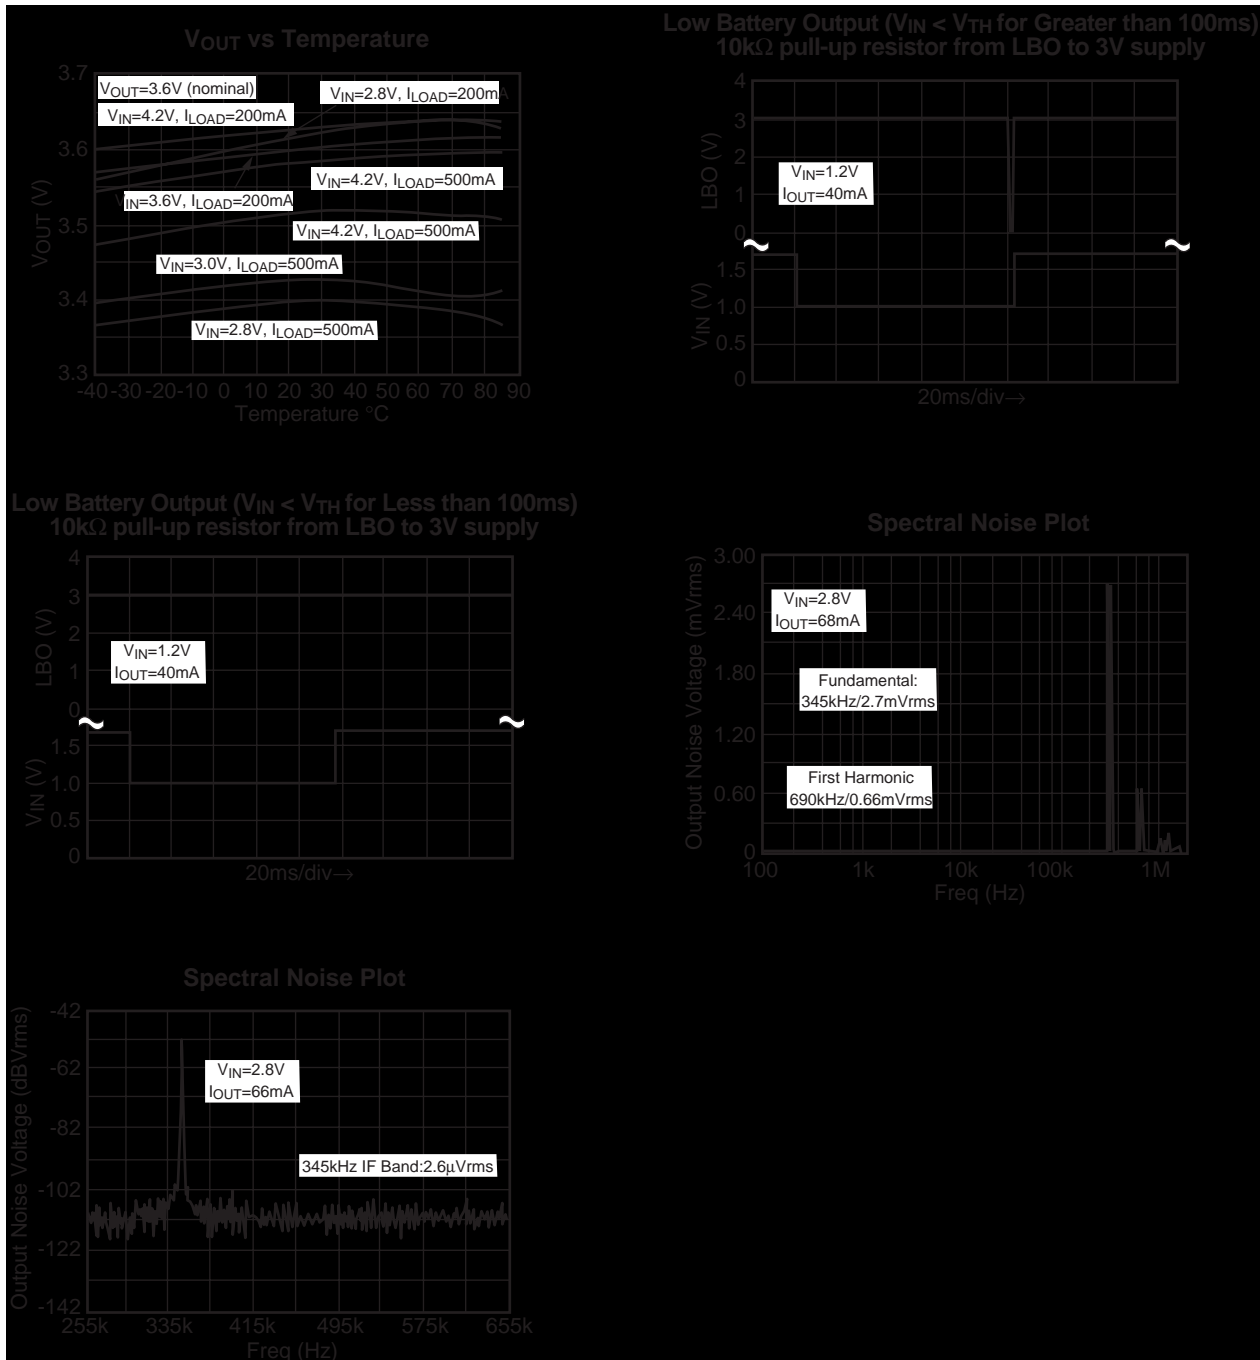 VOUT vs Temperature
3.7
3.6
3.5
3.4
3.3
VOUT (V)
VOUT=3.6V (nominal)
VIN=2.8V, ILOAD=200mA
VIN=4.2V, ILOAD=200mA
VIN=4.2V, ILOAD=500mA
VIN=3.6V, ILOAD=200mA
VIN=4.2V, ILOAD=500mA
VIN=3.0V, ILOAD=500mA
VIN=2.8V, ILOAD=500mA
-40 -30 -20 -10 0 10 20 30 40 50 60 70 80 90
Temperature °C
Low Battery Output (VIN < VTH for Greater than 100ms)
10kΩ pull-up resistor from LBO to 3V supply
4
3
2
1
0
LBO (V)
VIN=1.2V
IOUT=40mA
1.5
1.0
0.5
0
VIN (V)
20ms/div→
Low Battery Output (VIN < VTH for Less than 100ms)
10kΩ pull-up resistor from LBO to 3V supply
4
3
2
1
0
LBO (V)
VIN=1.2V
IOUT=40mA
1.5
1.0
0.5
0
VIN (V)
20ms/div→
Spectral Noise Plot
3.00
2.40
1.80
1.20
0.60
0
Output Noise Voltage (mVrms)
VIN=2.8V
IOUT=68mA
Fundamental:
345kHz/2.7mVrms
First Harmonic
690kHz/0.66mVrms
100 1k 10k 100k 1M
Freq (Hz)
Spectral Noise Plot
-42
-62
-82
-102
-122
-142
Output Noise Voltage (dBVrms)
VIN=2.8V
IOUT=66mA
345kHz IF Band:2.6µVrms
255k 335k 415k 495k 575k 655k
Freq (Hz)